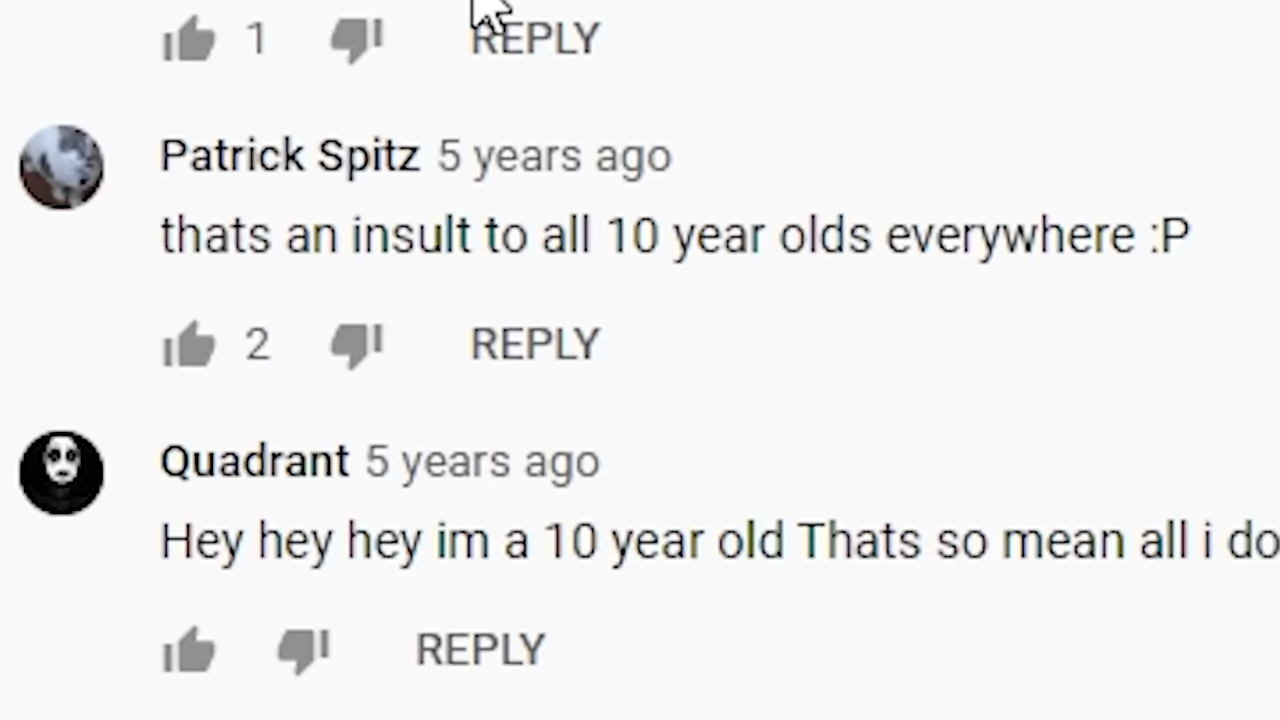 1 REPLY
Patrick Spitz 5 years ago
thats an insult to all 10 year olds everywhere :P
2 REPLY
Quadrant 5 years ago
Hey hey hey im a 10 year old Thats so mean all i do
REPLY